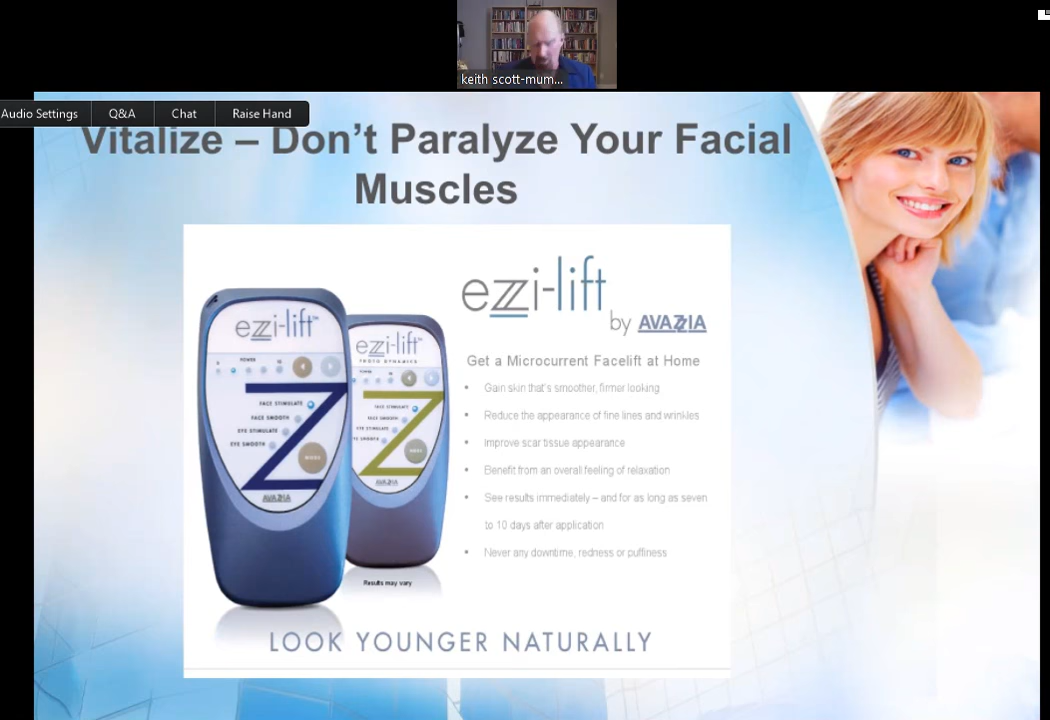 keith scott-mum...
Audio Settings
Q&A
Chat
Raise Hand
Vitalize – Don't Paralyze Your Facial
Muscles
ezzi-lift
by AVAZZIA
Get a Microcurrent Facelift at Home
• Gain skin that's smoother, firmer looking
• Reduce the appearance of fine lines and wrinkles
• Improve scar tissue appearance
• Benefit from an overall feeling of relaxation
• See results immediately – and for as long as seven
to 10 days after application
• Never any downtime, redness or puffiness
ezzi-lift™
POWER
FACE STIMULATE
FACE SMOOTH
EYE STIMULATE
EYE SMOOTH
MODE
AVAZZIA
ezzi-lift™
PHOTO DYNAMICS
POWER
FACE STIMULATE
FACE SMOOTH
EYE STIMULATE
EYE SMOOTH
MODE
AVAZZIA
Results may vary
LOOK YOUNGER NATURALLY